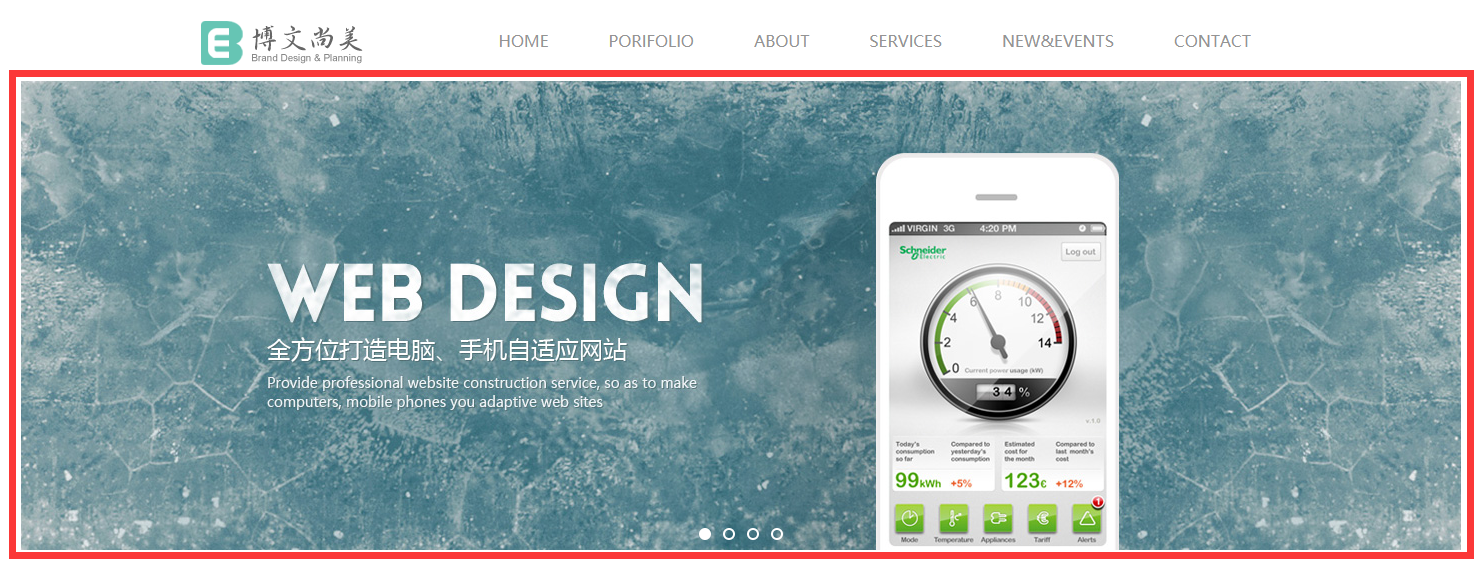 博文尚美
Brand Design & Planning
HOME PORIFOLIO ABOUT SERVICES NEW&EVENTS CONTACT
WEB DESIGN
全方位打造电脑、手机自适应网站
Provide professional website construction service, so as to make
computers, mobile phones you adaptive web sites
VIRGIN 3G 4:20 PM
Schneider
Electric
Log out
0 2 4 6 8 10 12 14
Current power usage (kW)
34 %
v.1.0
Today's
consumption
so far
99kWh
Compared to
yesterday's
consumption
+5%
Estimated
cost for
the month
123€
Compared to
last month's
cost
+12%
1
Mode Temperature Appliances Tariff Alerts